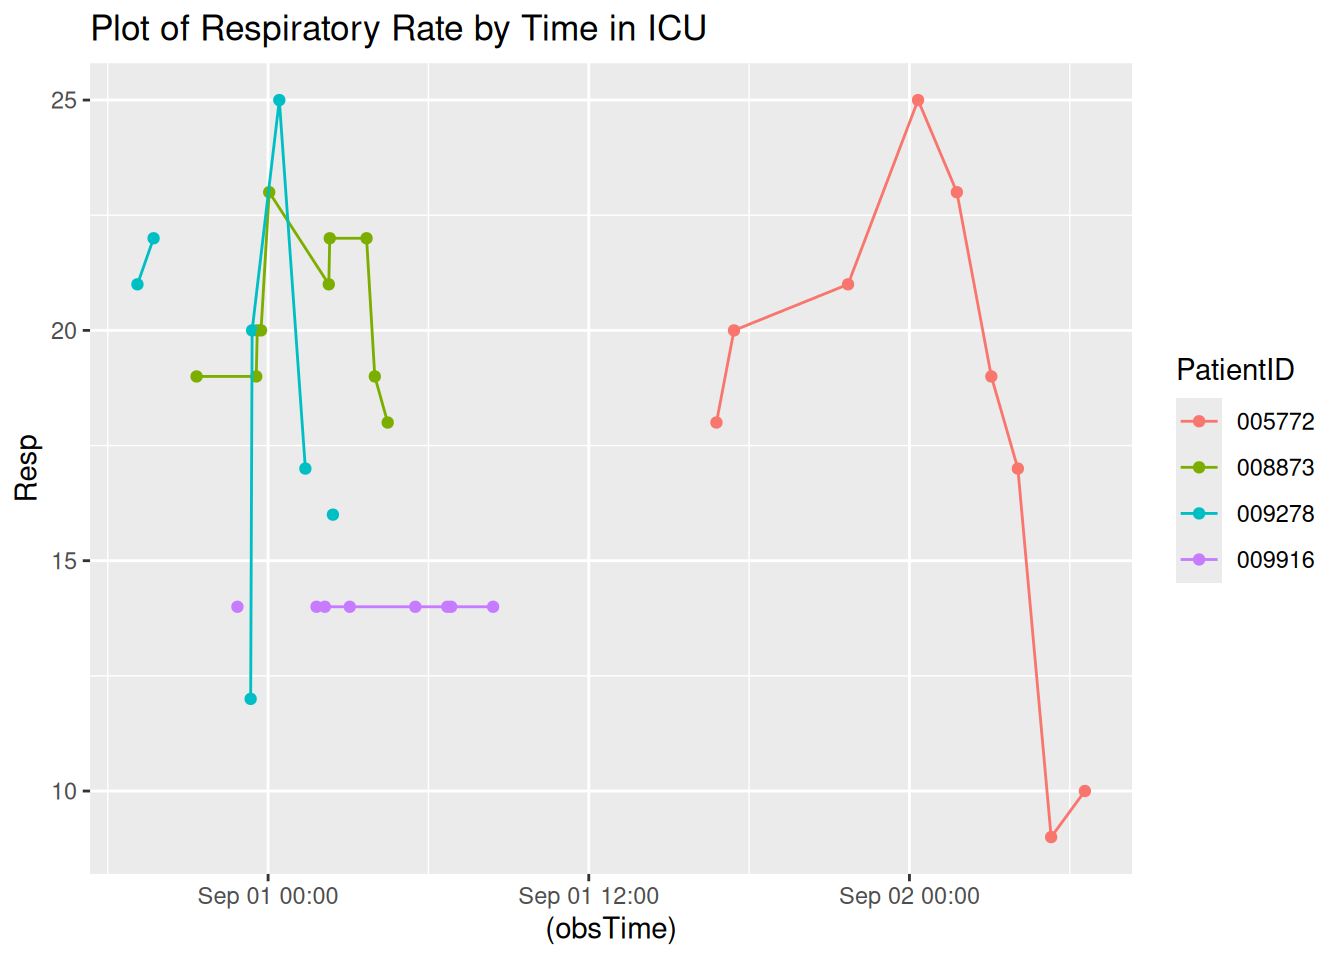 Plot of Respiratory Rate by Time in ICU
25
20
15
10
Resp
Sep 01 00:00
Sep 01 12:00
Sep 02 00:00
(obsTime)
PatientID
005772
008873
009278
009916